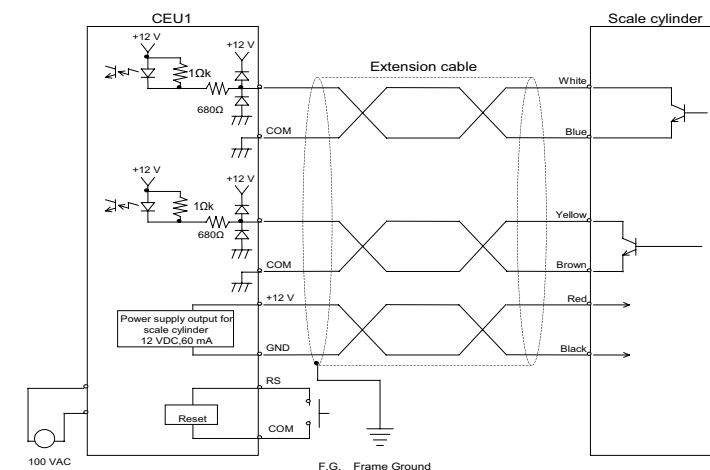 CEU1
Scale cylinder
+12 V
+12 V
1Ωk
680Ω
COM
Extension cable
White
Blue
+12 V
+12 V
1Ωk
680Ω
COM
Yellow
Brown
+12 V
Red
Power supply output for
scale cylinder
12 VDC,60 mA
GND
Black
RS
Reset
COM
100 VAC
F.G. Frame Ground